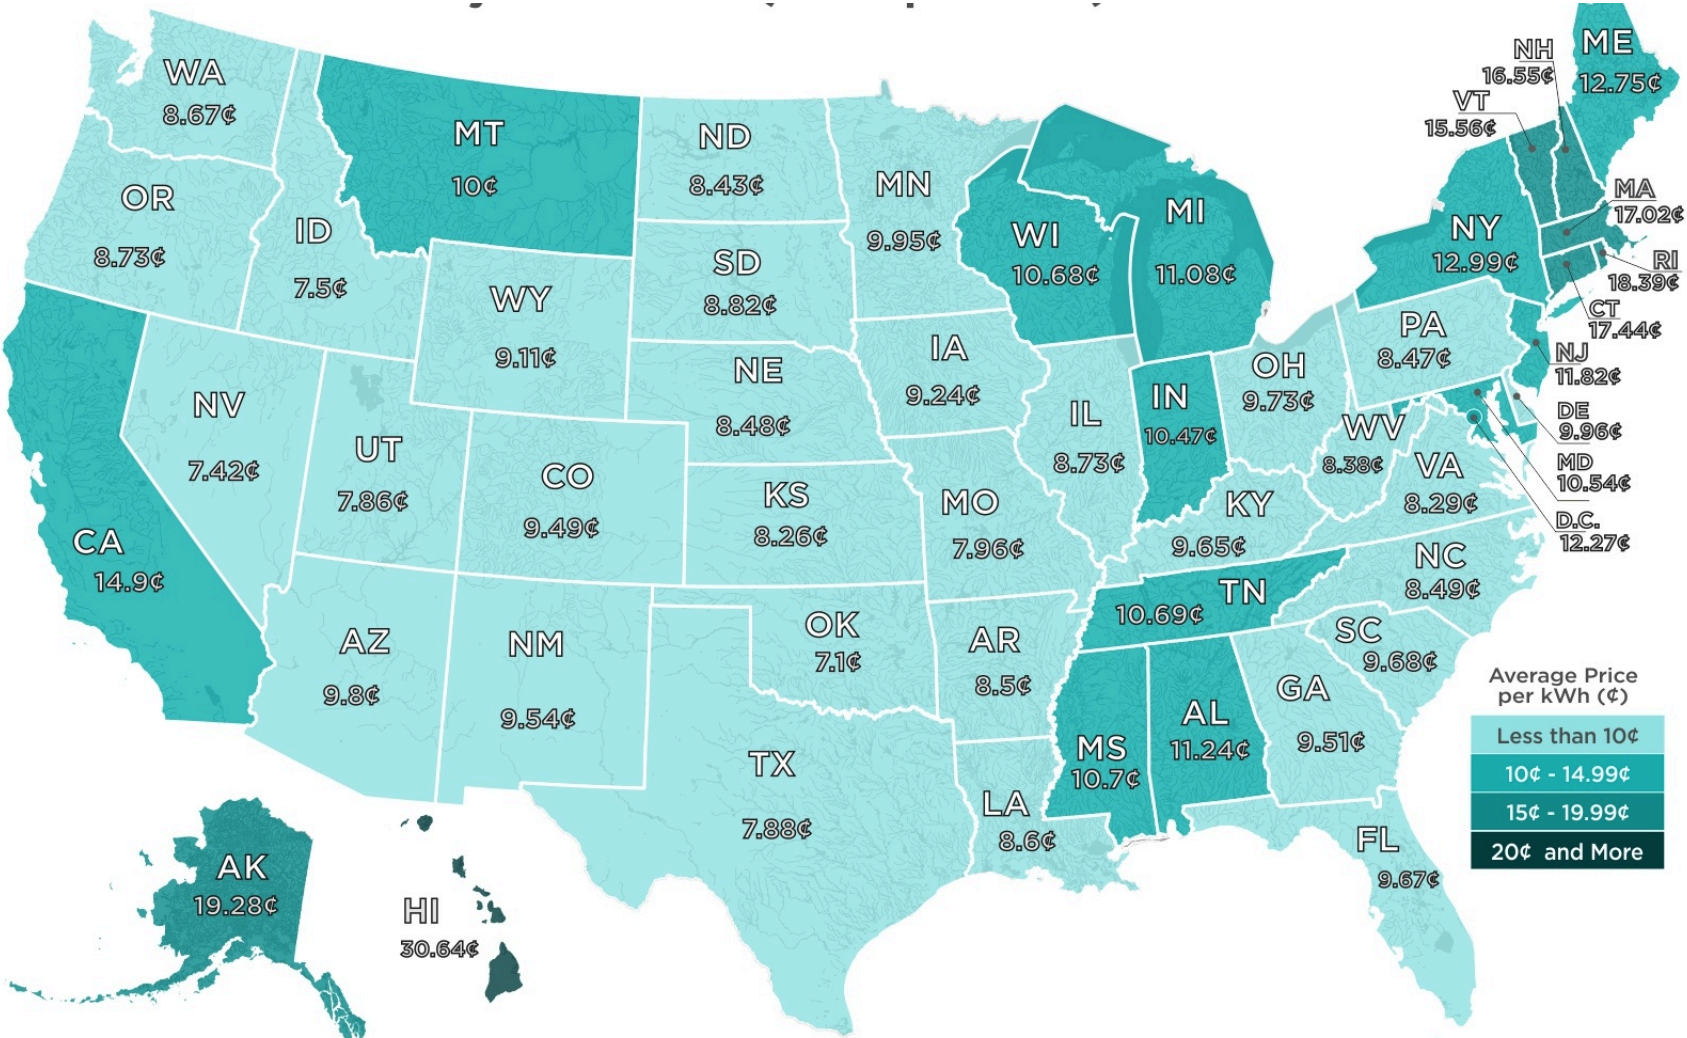 WA
8.67¢
OR
8.73¢
CA
14.9¢
ID
7.5¢
NV
7.42¢
MT
10¢
WY
9.11¢
UT
7.86¢
CO
9.49¢
AZ
9.8¢
NM
9.54¢
ND
8.43¢
SD
8.82¢
NE
8.48¢
KS
8.26¢
OK
7.1¢
TX
7.88¢
MN
9.95¢
IA
9.24¢
MO
7.96¢
AR
8.5¢
LA
8.6¢
WI
10.68¢
IL
8.73¢
MI
11.08¢
IN
10.47¢
OH
9.73¢
KY
9.65¢
TN
10.69¢
MS
10.7¢
AL
11.24¢
GA
9.51¢
FL
9.67¢
SC
9.68¢
NC
8.49¢
VA
8.29¢
WV
8.38¢
PA
8.47¢
NY
12.99¢
VT
15.56¢
NH
16.55¢
ME
12.75¢
MA
17.02¢
RI
18.39¢
CT
17.44¢
NJ
11.82¢
DE
9.96¢
MD
10.54¢
D.C.
12.27¢
AK
19.28¢
HI
30.64¢
Average Price
per kWh (¢)
Less than 10¢
10¢ - 14.99¢
15¢ - 19.99¢
20¢ and More